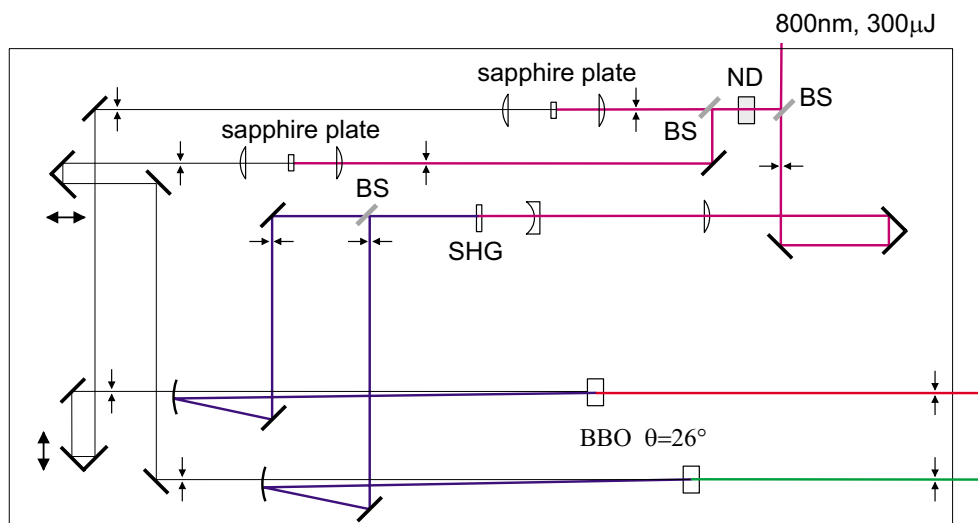 800nm, 300μJ
sapphire plate
ND
BS
BS
sapphire plate
BS
SHG
BBO θ=26°